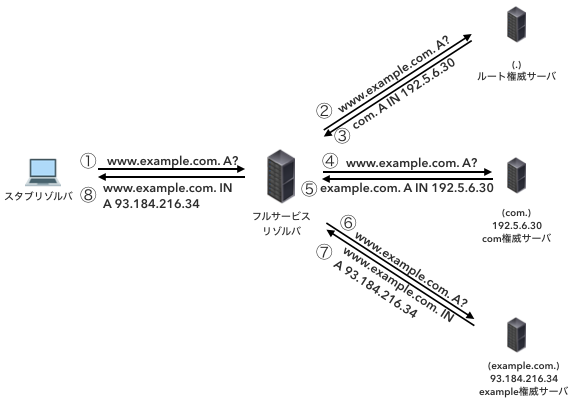 ① www.example.com. A?
⑧ www.example.com. IN
A 93.184.216.34
スタブリゾルバ
フルサービス
リゾルバ
② www.example.com. A?
③ com. A IN 192.5.6.30
(.)
ルート権威サーバ
④ www.example.com. A?
⑤ example.com. A IN 192.5.6.30
(com.)
192.5.6.30
com権威サーバ
⑥ www.example.com. A?
⑦ www.example.com. IN
A 93.184.216.34
(example.com.)
93.184.216.34
example権威サーバ